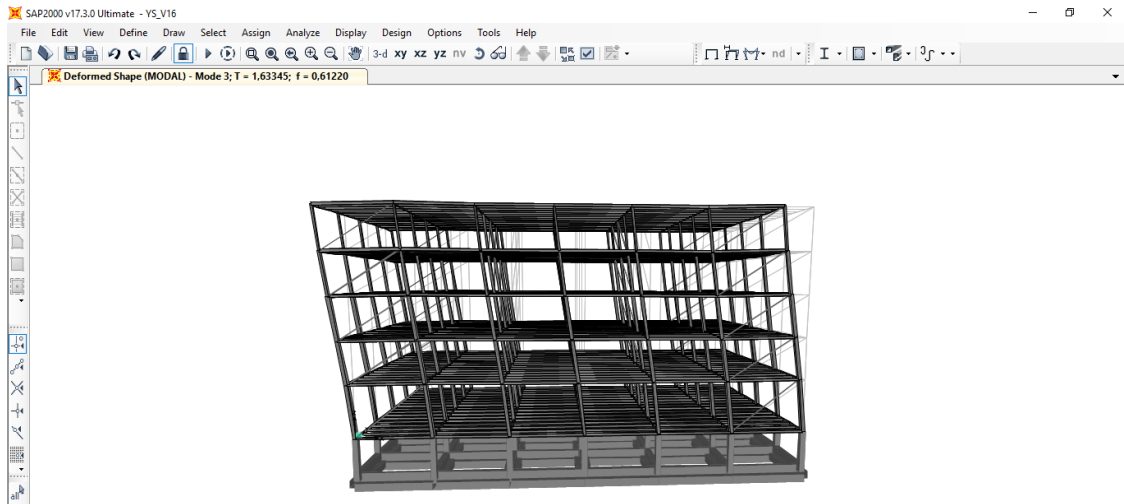 SAP2000 v17.3.0 Ultimate - YS_V16
File Edit View Define Draw Select Assign Analyze Display Design Options Tools Help
3-d xy xz yz nv nd
Deformed Shape (MODAL) - Mode 3; T = 1,63345; f = 0,61220
all